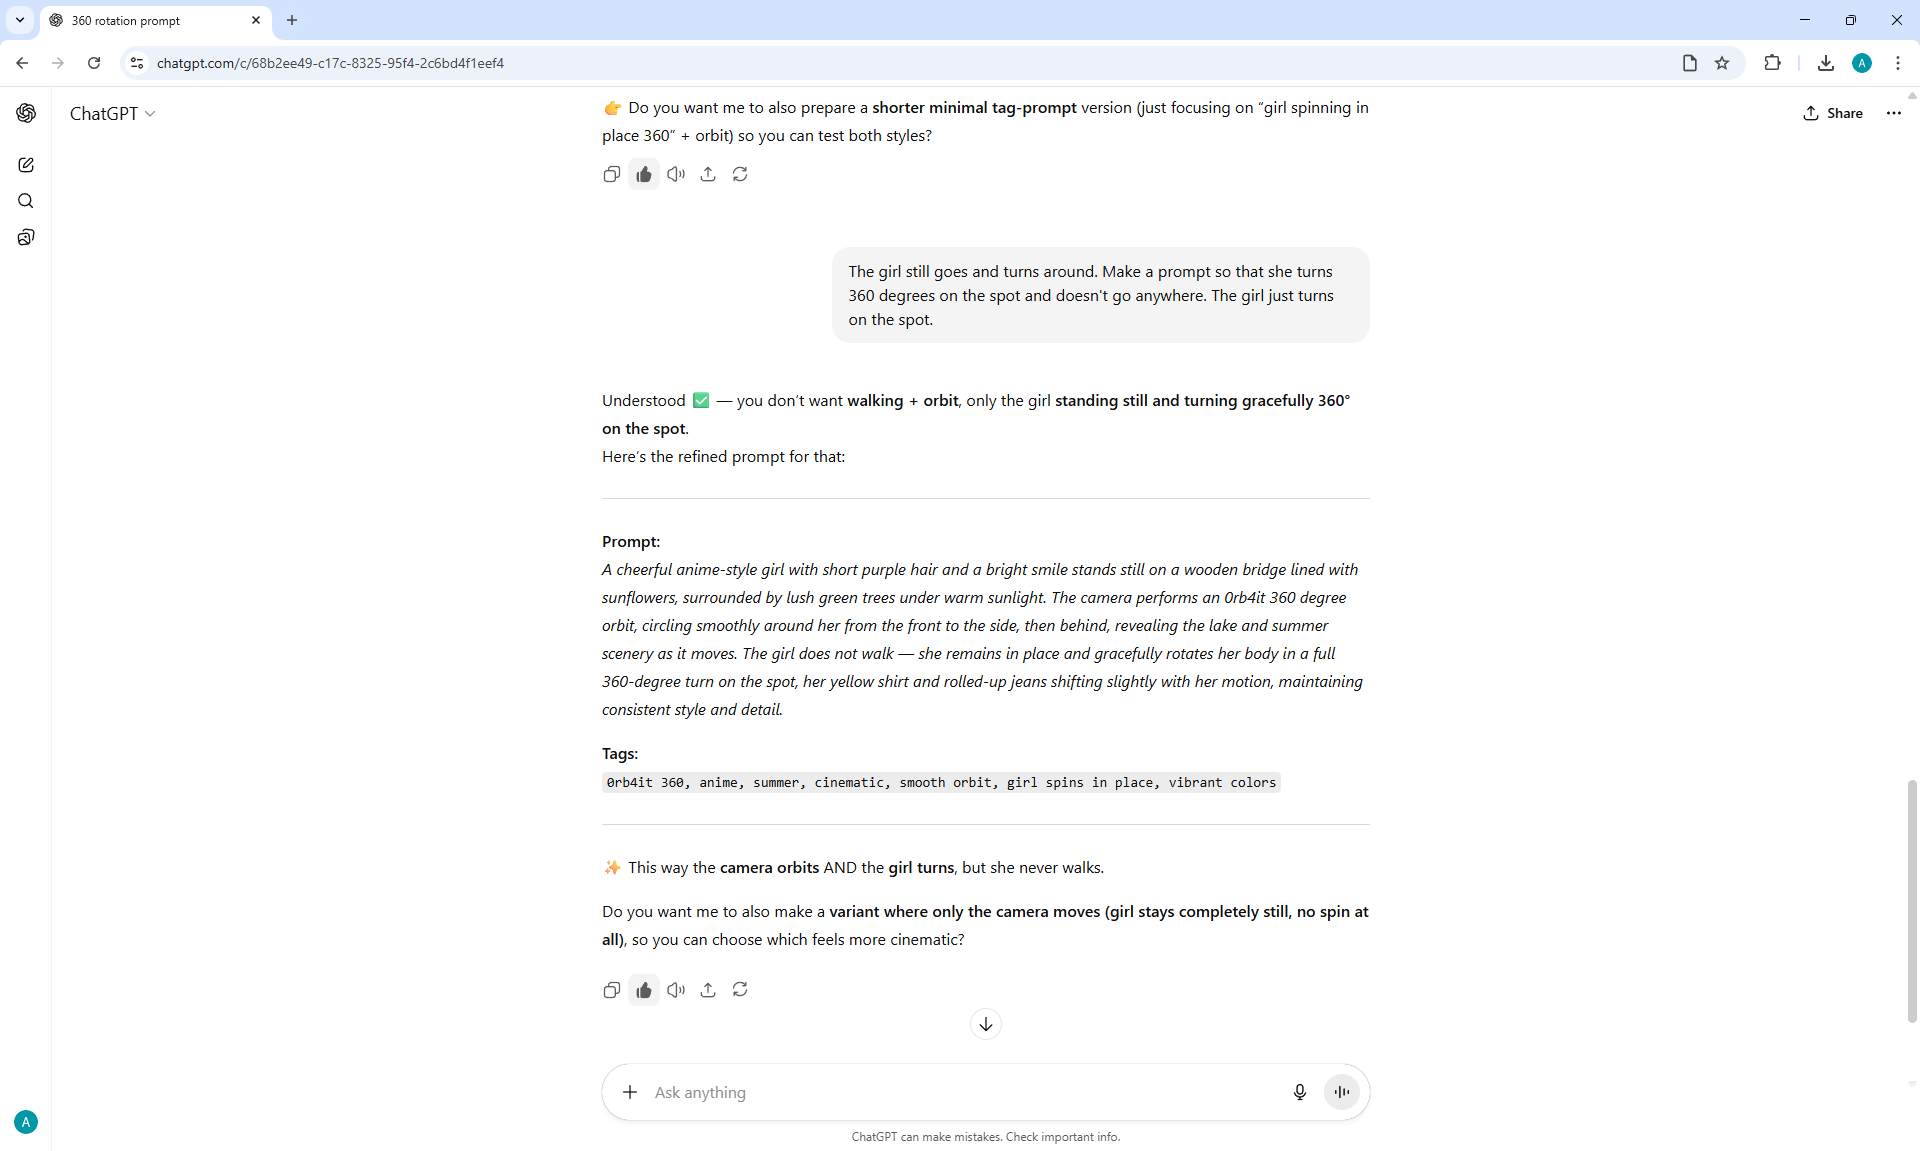 360 rotation prompt
chatgpt.com/c/68b2ee49-c17c-8325-95f4-2c6bd4f1eef4
A
ChatGPT
Share
👉 Do you want me to also prepare a shorter minimal tag-prompt version (just focusing on “girl spinning in
place 360” + orbit) so you can test both styles?
The girl still goes and turns around. Make a prompt so that she turns
360 degrees on the spot and doesn't go anywhere. The girl just turns
on the spot.
Understood ✅ — you don’t want walking + orbit, only the girl standing still and turning gracefully 360°
on the spot.
Here’s the refined prompt for that:
Prompt:
A cheerful anime-style girl with short purple hair and a bright smile stands still on a wooden bridge lined with
sunflowers, surrounded by lush green trees under warm sunlight. The camera performs an 0rb4it 360 degree
orbit, circling smoothly around her from the front to the side, then behind, revealing the lake and summer
scenery as it moves. The girl does not walk — she remains in place and gracefully rotates her body in a full
360-degree turn on the spot, her yellow shirt and rolled-up jeans shifting slightly with her motion, maintaining
consistent style and detail.
Tags:
0rb4it 360, anime, summer, cinematic, smooth orbit, girl spins in place, vibrant colors
✨ This way the camera orbits AND the girl turns, but she never walks.
Do you want me to also make a variant where only the camera moves (girl stays completely still, no spin at
all), so you can choose which feels more cinematic?
Ask anything
A
ChatGPT can make mistakes. Check important info.